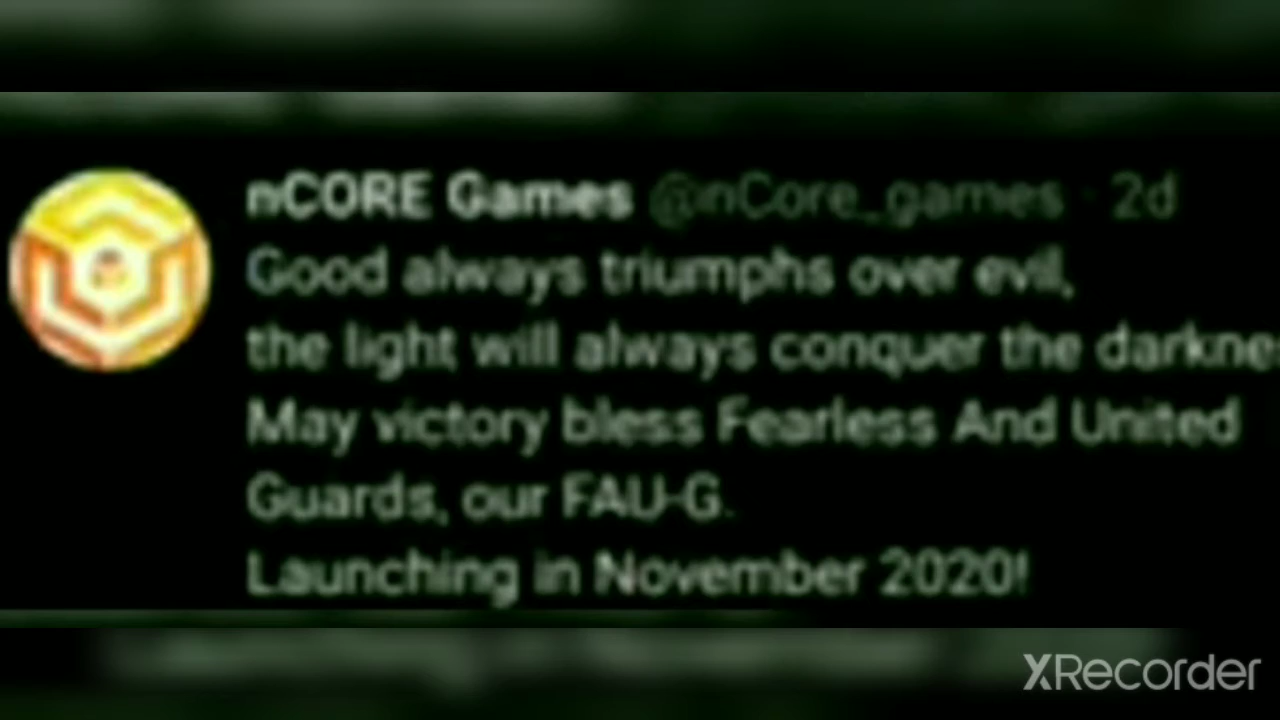 nCORE Games @nCore_games · 2d
Good always triumphs over evil,
the light will always conquer the darkne
May victory bless Fearless And United
Guards, our FAU-G.
Launching in November 2020!
XRecorder